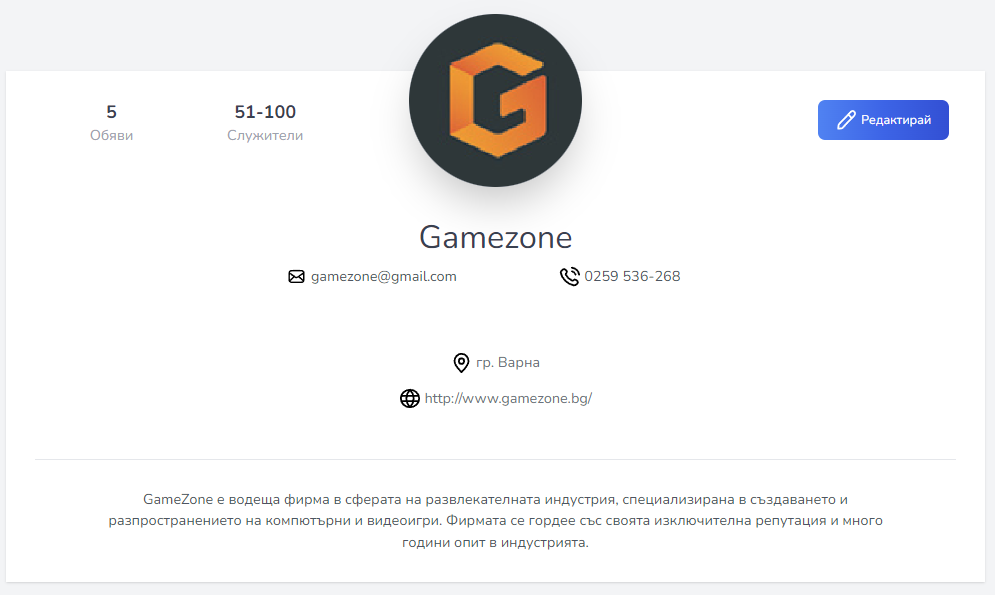 5
Обяви
51-100
Служители
Редактирай
Gamezone
gamezone@gmail.com
0259 536-268
гр. Варна
http://www.gamezone.bg/
GameZone е водеща фирма в сферата на развлекателната индустрия, специализирана в създаването и
разпространението на компютърни и видеоигри. Фирмата се гордее със своята изключителна репутация и много
години опит в индустрията.